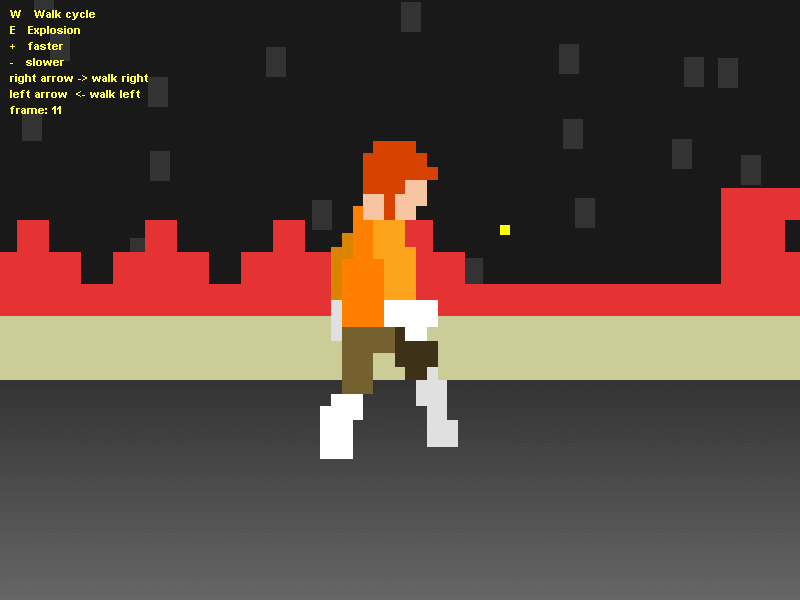 W Walk cycle
E Explosion
+ faster
- slower
right arrow -> walk right
left arrow <- walk left
frame: 11